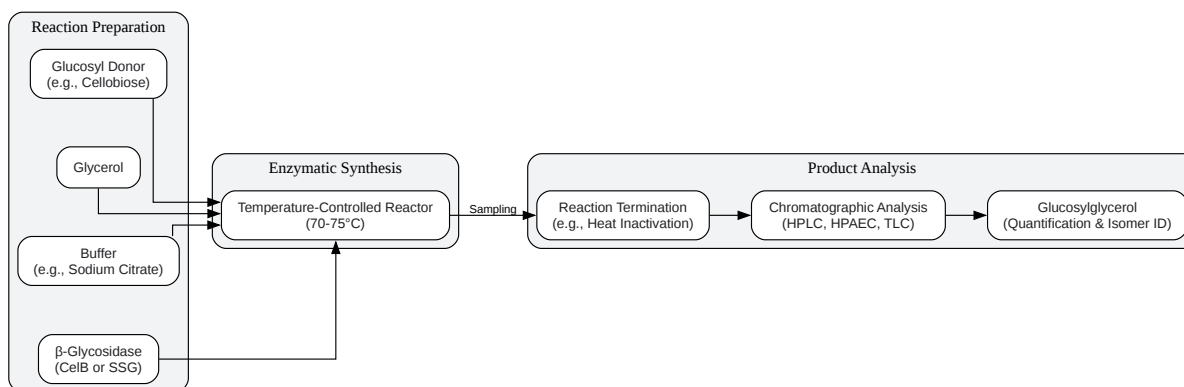 Reaction Preparation
Glucosyl Donor
(e.g., Cellobiose)
Glycerol
Buffer
(e.g., Sodium Citrate)
β-Glycosidase
(CelB or SSG)
Enzymatic Synthesis
Temperature-Controlled Reactor
(70-75°C)
Sampling
Product Analysis
Reaction Termination
(e.g., Heat Inactivation)
Chromatographic Analysis
(HPLC, HPAEC, TLC)
Glucosylglycerol
(Quantification & Isomer ID)